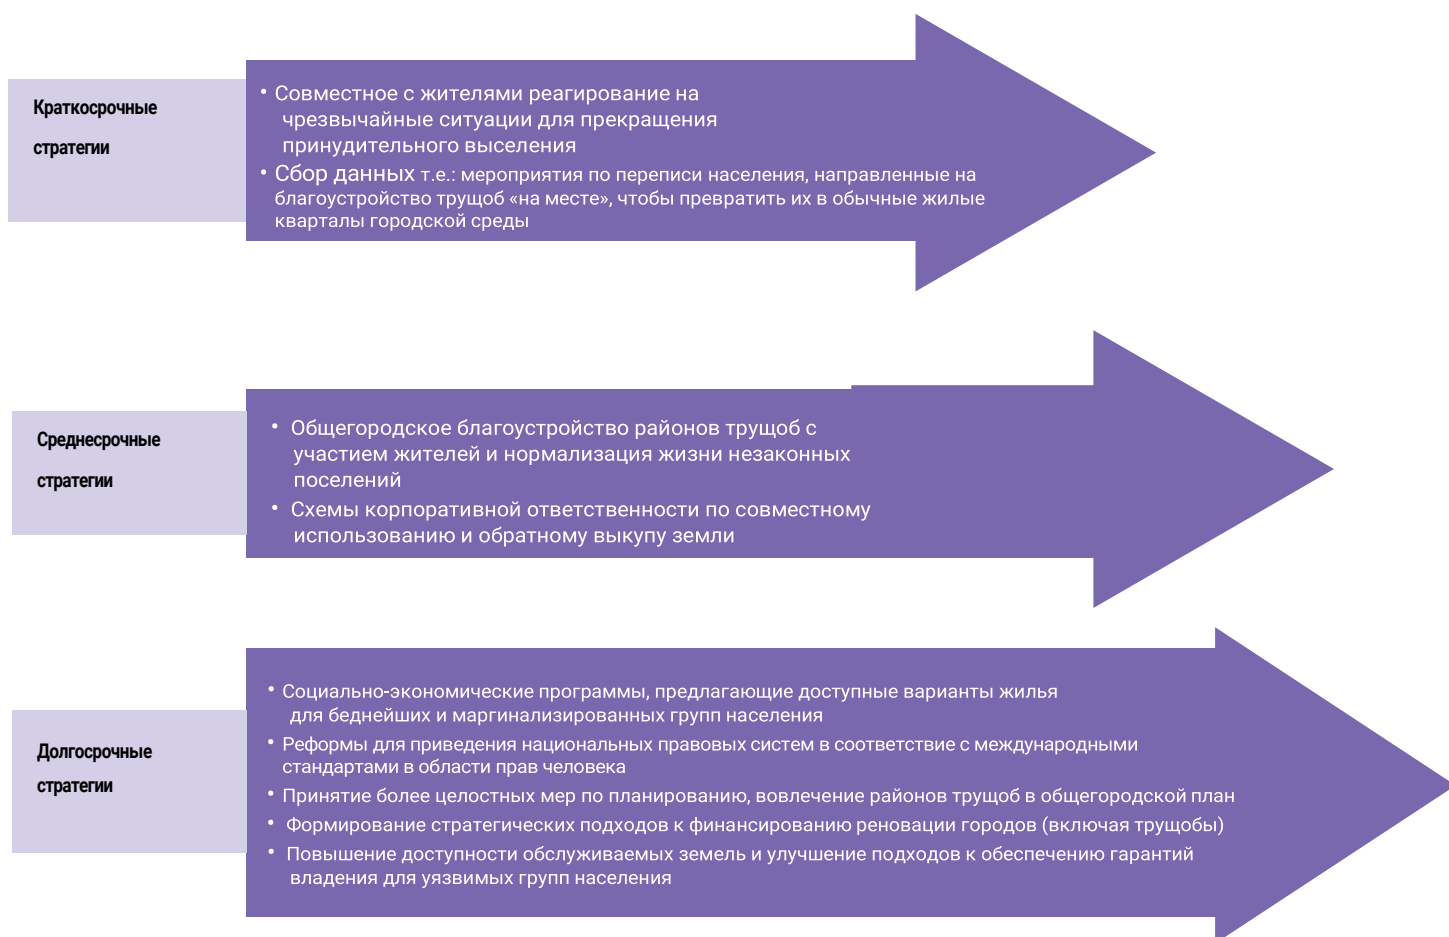 Краткосрочные
стратегии
• Совместное с жителями реагирование на
чрезвычайные ситуации для прекращения
принудительного выселения
• Сбор данных т.е.: мероприятия по переписи населения, направленные на
благоустройство трущоб «на месте», чтобы превратить их в обычные жилые
кварталы городской среды
Среднесрочные
стратегии
• Общегородское благоустройство районов трущоб с
участием жителей и нормализация жизни незаконных
поселений
• Схемы корпоративной ответственности по совместному
использованию и обратному выкупу земли
Долгосрочные
стратегии
• Социально-экономические программы, предлагающие доступные варианты жилья
для беднейших и маргинализированных групп населения
• Реформы для приведения национальных правовых систем в соответствие с международными
стандартами в области прав человека
• Принятие более целостных мер по планированию, вовлечение районов трущоб в общегородской план
• Формирование стратегических подходов к финансированию реновации городов (включая трущобы)
• Повышение доступности обслуживаемых земель и улучшение подходов к обеспечению гарантий
владения для уязвимых групп населения